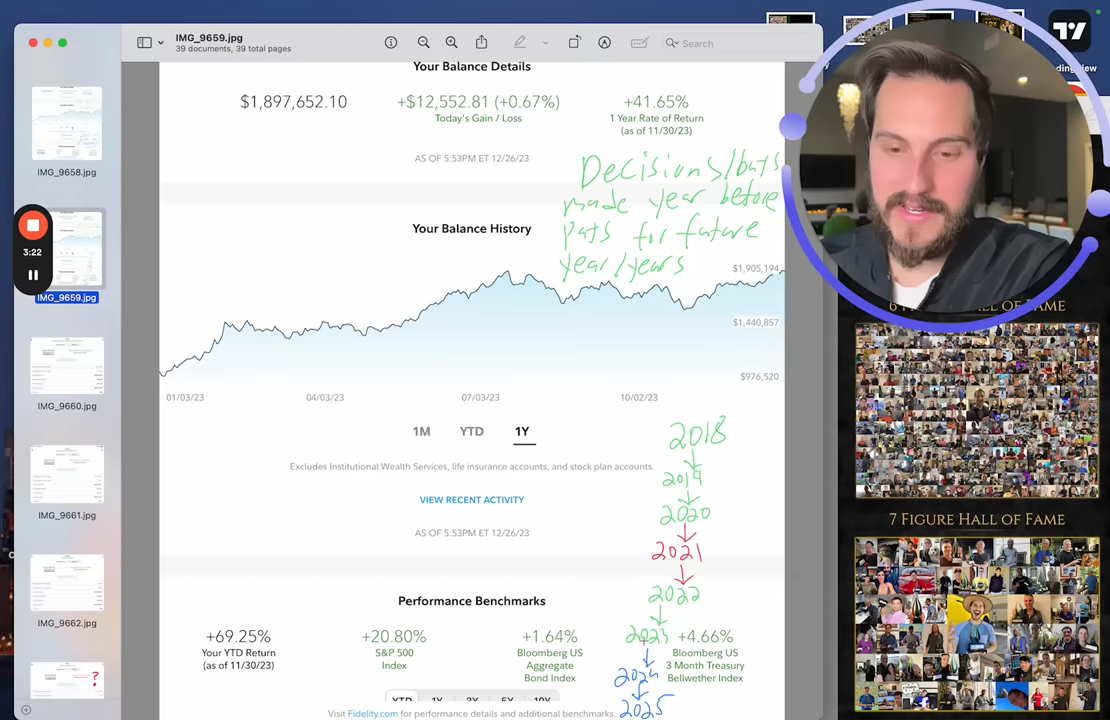 IMG_9659.jpg
39 documents, 39 total pages
Search
IMG_9658.jpg
3:22
IMG_9659.jpg
IMG_9660.jpg
IMG_9661.jpg
IMG_9662.jpg
?
Your Balance Details
$1,897,652.10
+$12,552.81 (+0.67%)
Today's Gain / Loss
+41.65%
1 Year Rate of Return
(as of 11/30/23)
AS OF 5:53PM ET 12/26/23
Decisions/bats
made year before
pats for future
year/years
Your Balance History
$1,905,194
$1,440,857
$976,520
01/03/23
04/03/23
07/03/23
10/02/23
1M YTD 1Y
Excludes Institutional Wealth Services, life insurance accounts, and stock plan accounts.
VIEW RECENT ACTIVITY
AS OF 5:53PM ET 12/26/23
2018
2019
2020
2021
2022
2023
2024
2025
Performance Benchmarks
+69.25%
Your YTD Return
(as of 11/30/23)
+20.80%
S&P 500
Index
+1.64%
Bloomberg US
Aggregate
Bond Index
+4.66%
Bloomberg US
3 Month Treasury
Bellwether Index
YTD 1Y 3Y 5Y 10Y
Visit Fidelity.com for performance details and additional benchmarks.
7 FIGURE HALL OF FAME